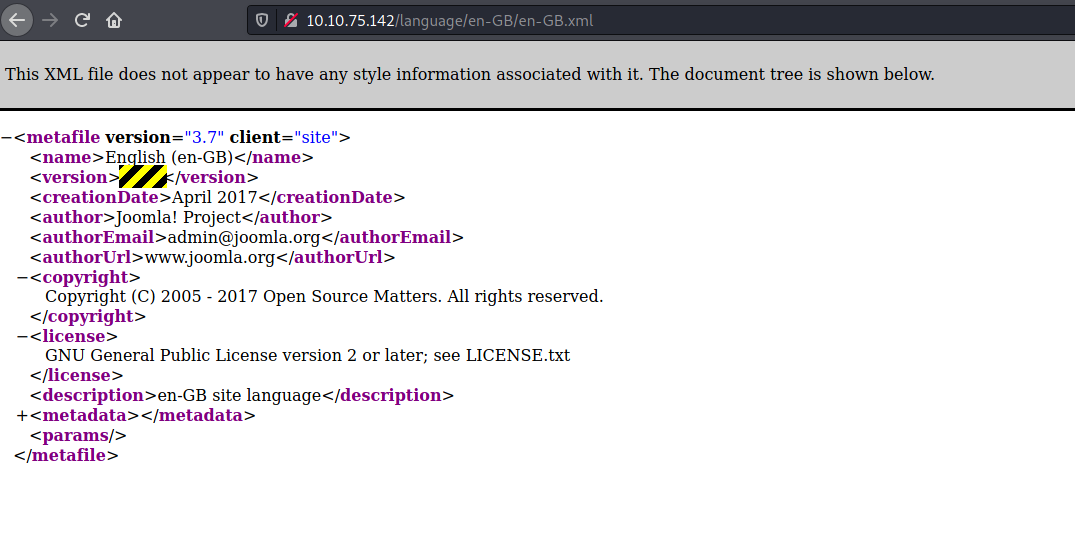 10.10.75.142/language/en-GB/en-GB.xml
This XML file does not appear to have any style information associated with it. The document tree is shown below.
−<metafile version="3.7" client="site">
<name>English (en-GB)</name>
<version></version>
<creationDate>April 2017</creationDate>
<author>Joomla! Project</author>
<authorEmail>admin@joomla.org</authorEmail>
<authorUrl>www.joomla.org</authorUrl>
−<copyright>
Copyright (C) 2005 - 2017 Open Source Matters. All rights reserved.
</copyright>
−<license>
GNU General Public License version 2 or later; see LICENSE.txt
</license>
<description>en-GB site language</description>
+<metadata></metadata>
<params/>
</metafile>